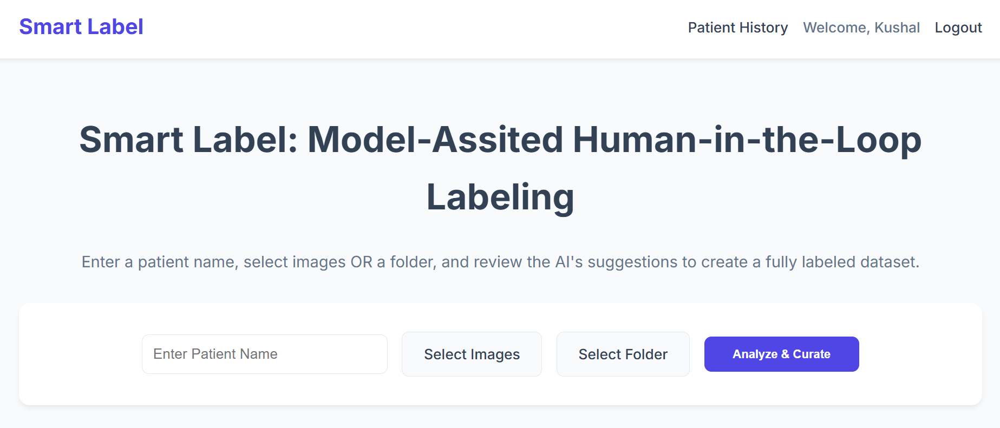 Smart Label
Patient History Welcome, Kushal Logout
Smart Label: Model-Assited Human-in-the-Loop
Labeling
Enter a patient name, select images OR a folder, and review the AI's suggestions to create a fully labeled dataset.
Enter Patient Name Select Images Select Folder Analyze & Curate